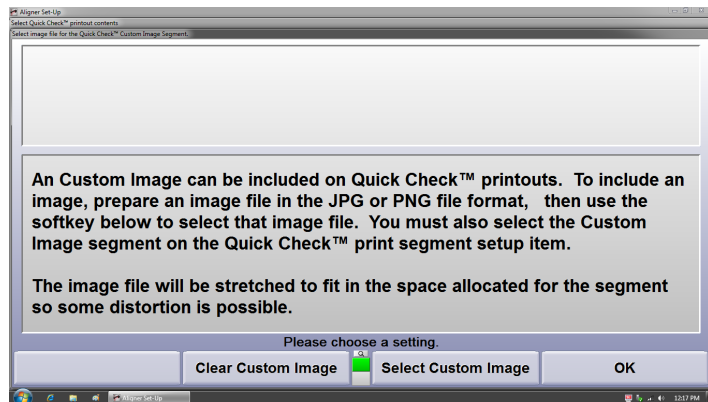 Aligner Set-Up
Select Quick Check™ printout contents
Select image file for the Quick Check™ Custom Image Segment.
An Custom Image can be included on Quick Check™ printouts. To include an
image, prepare an image file in the JPG or PNG file format, then use the
softkey below to select that image file. You must also select the Custom
Image segment on the Quick Check™ print segment setup item.
The image file will be stretched to fit in the space allocated for the segment
so some distortion is possible.
Please choose a setting.
Clear Custom Image
Select Custom Image
OK
Aligner Set-Up
12:17 PM